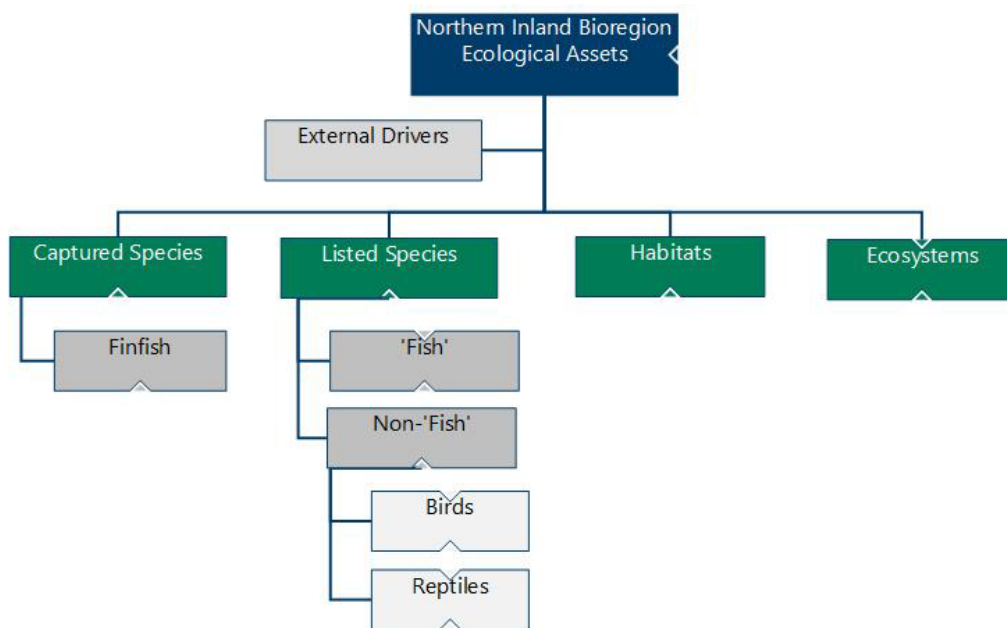 Northern Inland Bioregion
Ecological Assets
External Drivers
Captured Species
Listed Species
Habitats
Ecosystems
Finfish
'Fish'
Non-'Fish'
Birds
Reptiles